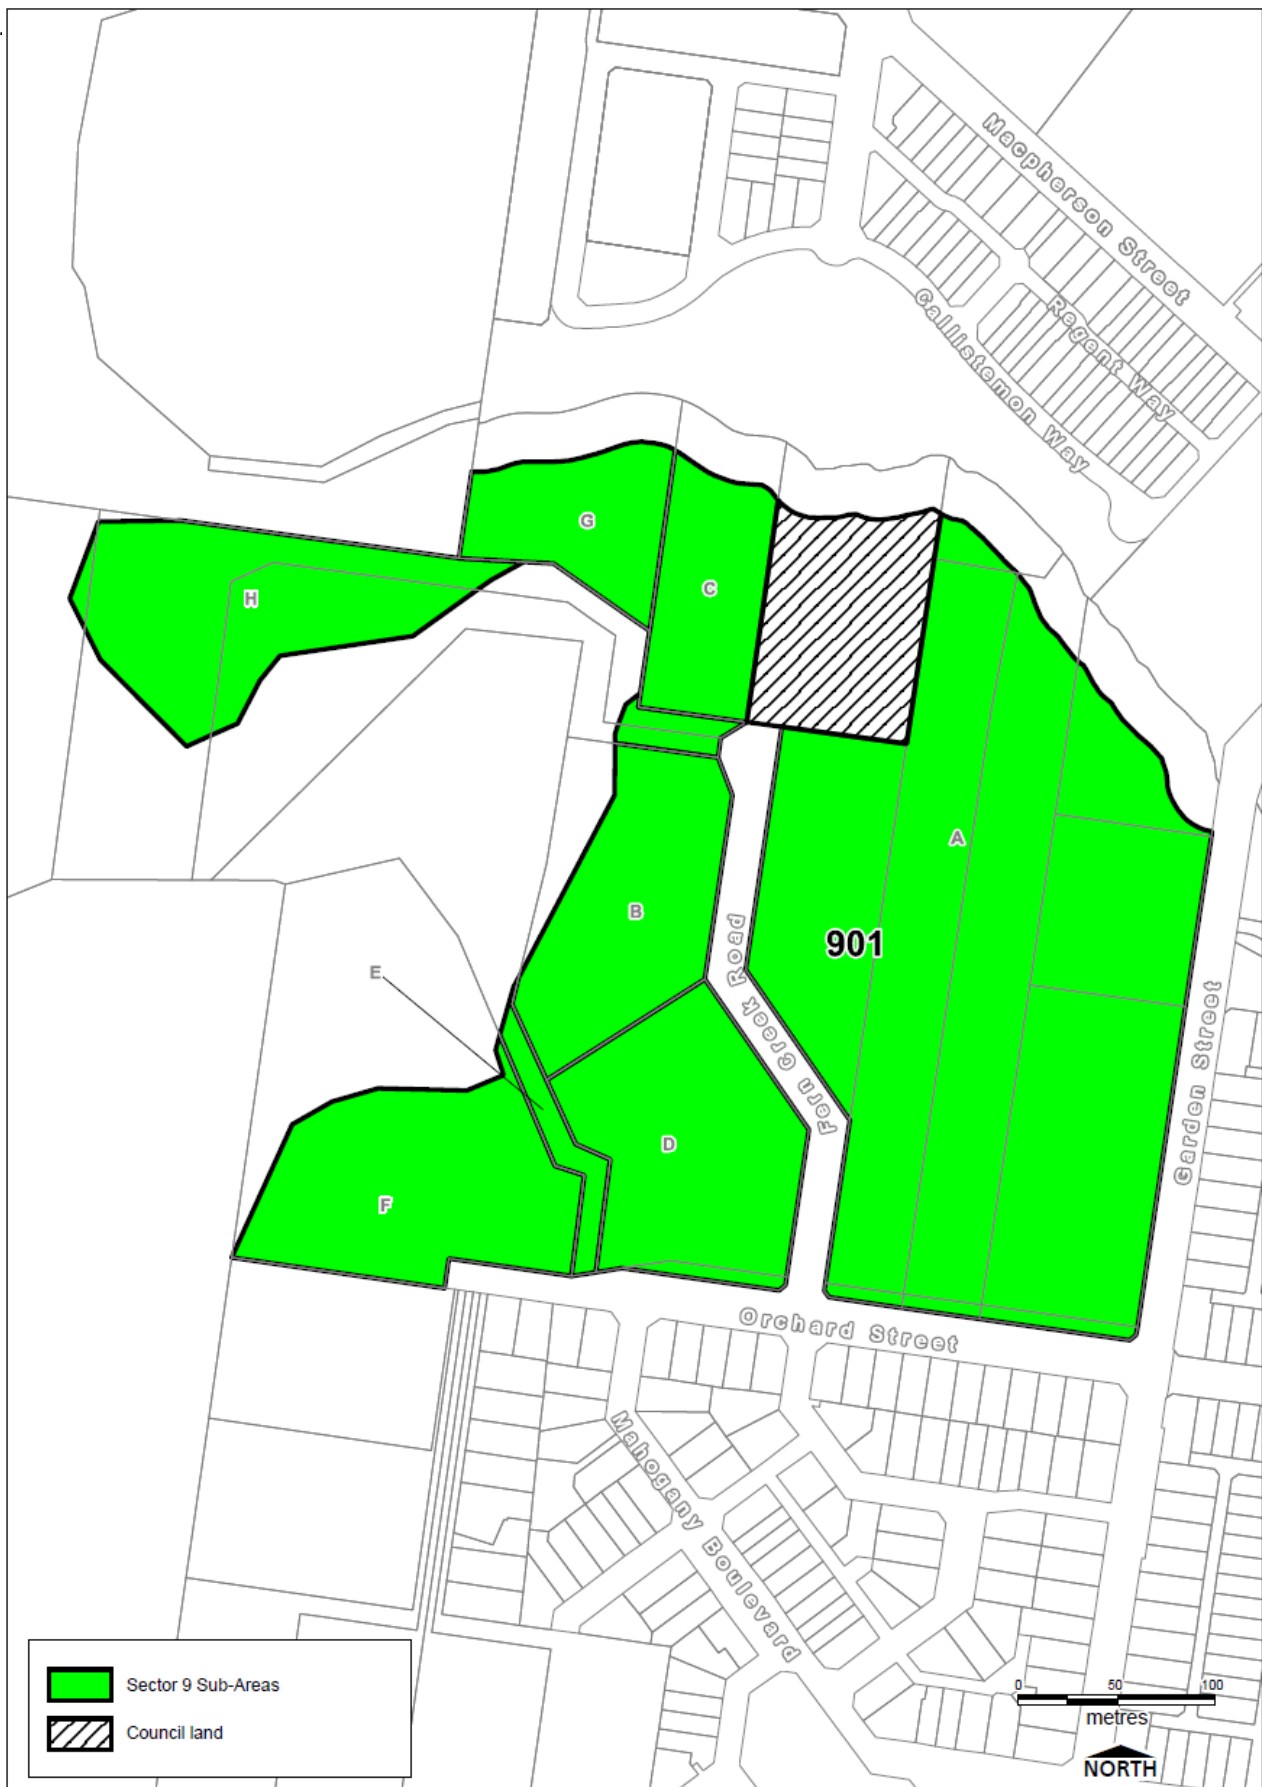 Macpherson Street
Regent Way
Callistemon Way
G
C
H
A
B
901
E
Fern Creek Road
Garden Street
D
F
Orchard Street
Mahogany Boulevard
Sector 9 Sub-Areas
Council land
0 50 100
metres
NORTH